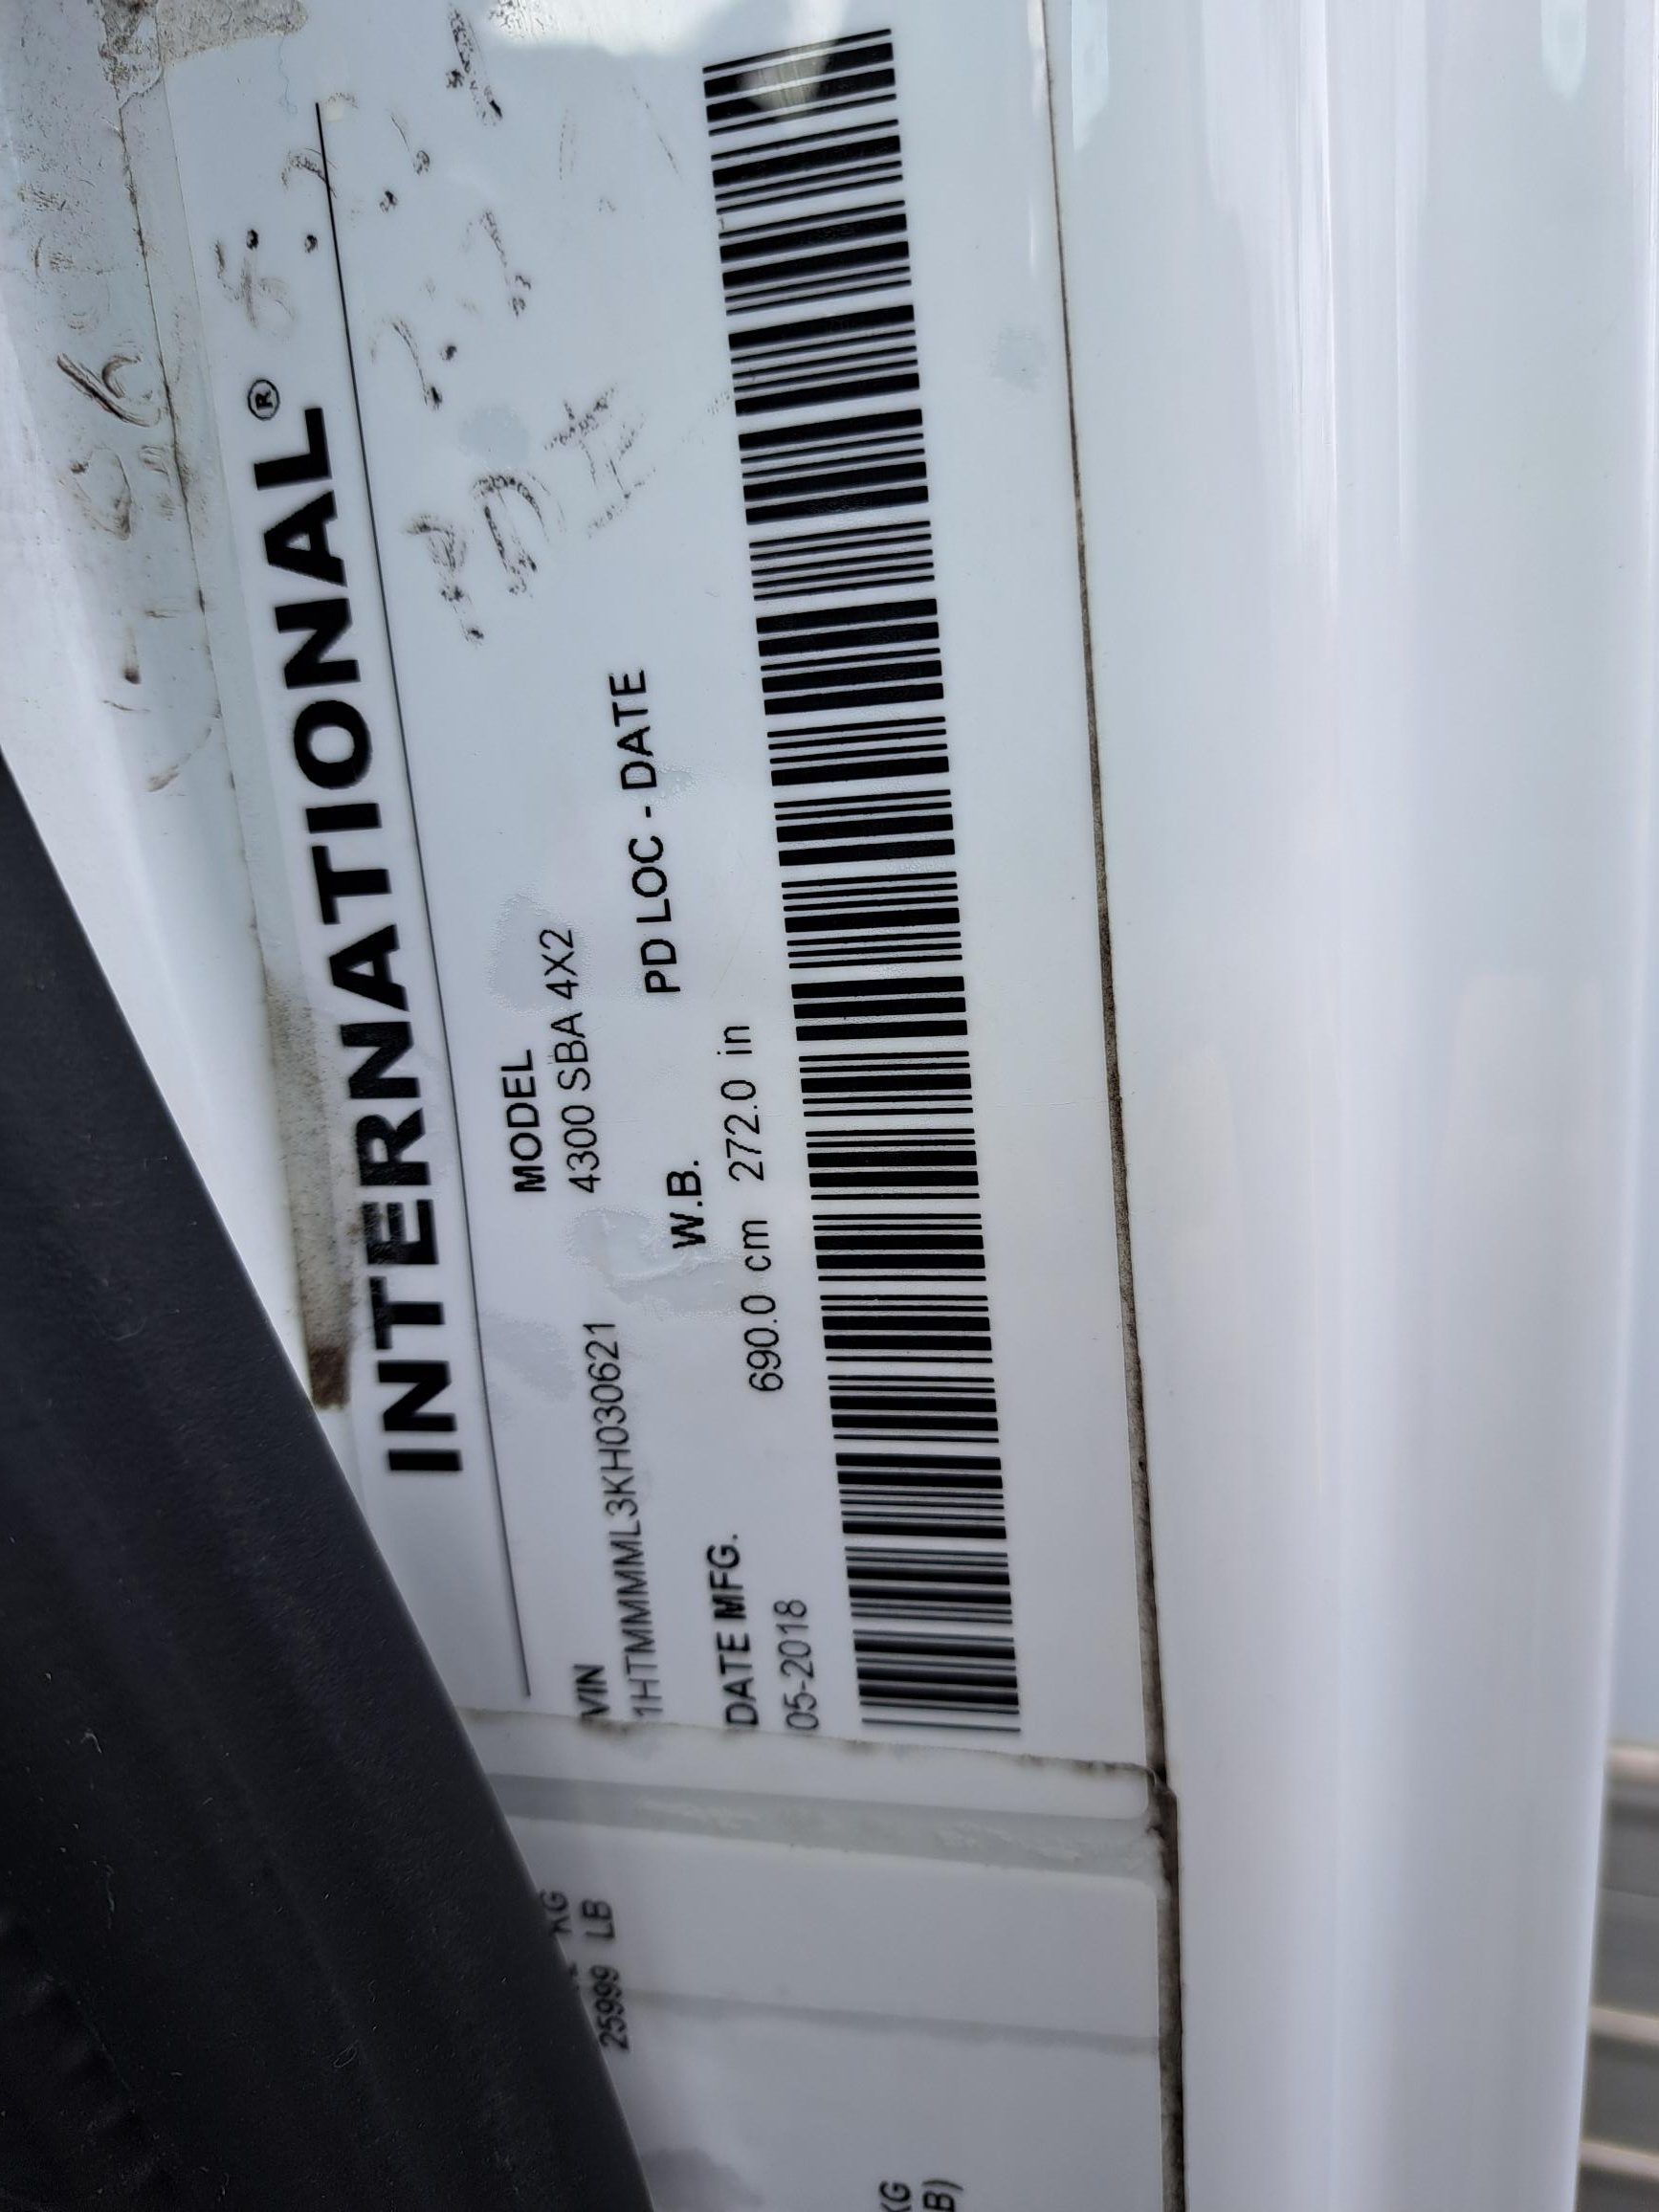 INTERNATIONAL®
VIN
MODEL
1HTMMMML3KH030621
4300 SBA 4X2
DATE MFG.
W.B.
PD LOC - DATE
05-2018
690.0 cm 272.0 in
KG
25999 LB
KG
B)